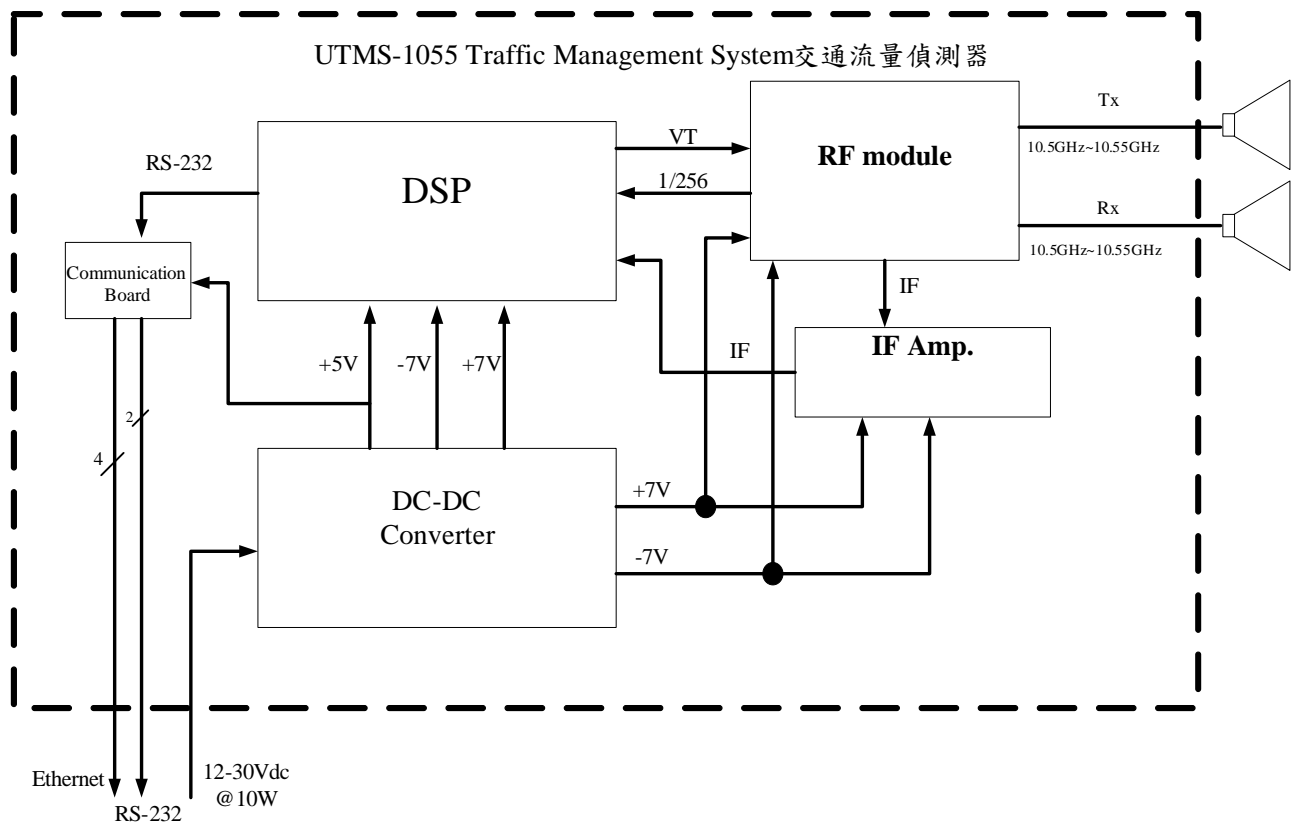 UTMS-1055 Traffic Management System交通流量偵測器
RS-232
DSP
VT
1/256
RF module
Tx
10.5GHz~10.55GHz
Rx
10.5GHz~10.55GHz
Communication
Board
IF
IF Amp.
IF
+5V
-7V
+7V
2
4
DC-DC
Converter
+7V
-7V
Ethernet
RS-232
12-30Vdc
@10W